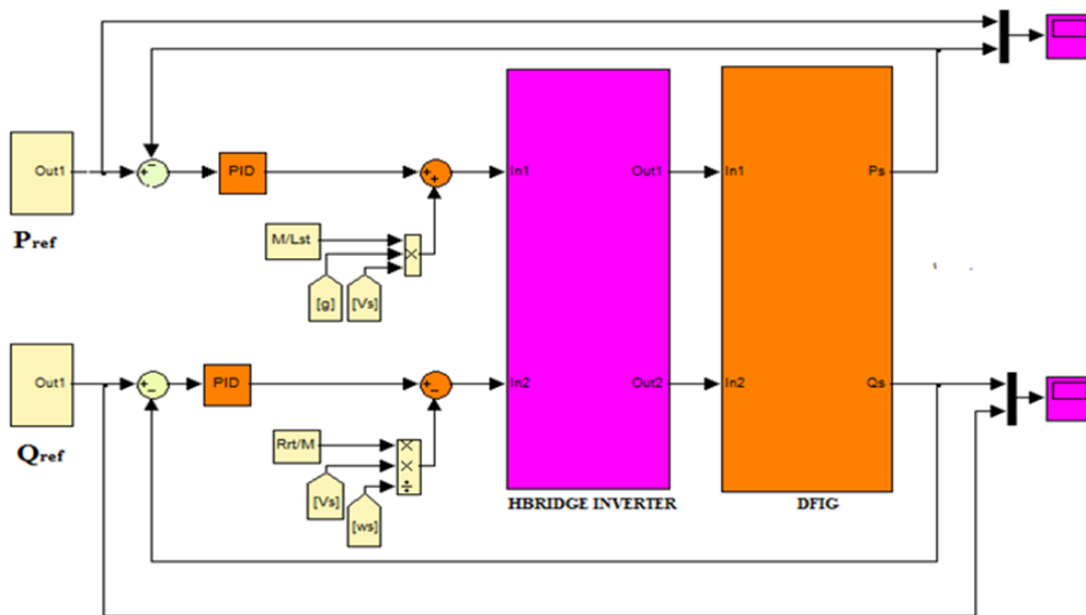 Out1
PID
In1
Out1
In1
Ps
Pref
M/Lst
[g]
[Vs]
Out1
PID
In2
Out2
In2
Qs
Qref
Rrt/M
[Vs]
[ws]
HBRIDGE INVERTER
DFIG